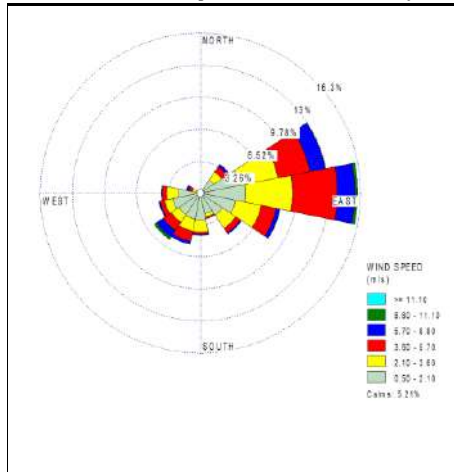 NORTH
16.3%
13%
9.78%
6.52%
3.26%
WEST
EAST
WIND SPEED
(m/s)
>= 11.10
8.80 - 11.10
5.70 - 8.80
3.60 - 5.70
2.10 - 3.60
0.50 - 2.10
SOUTH
Calms: 5.21%